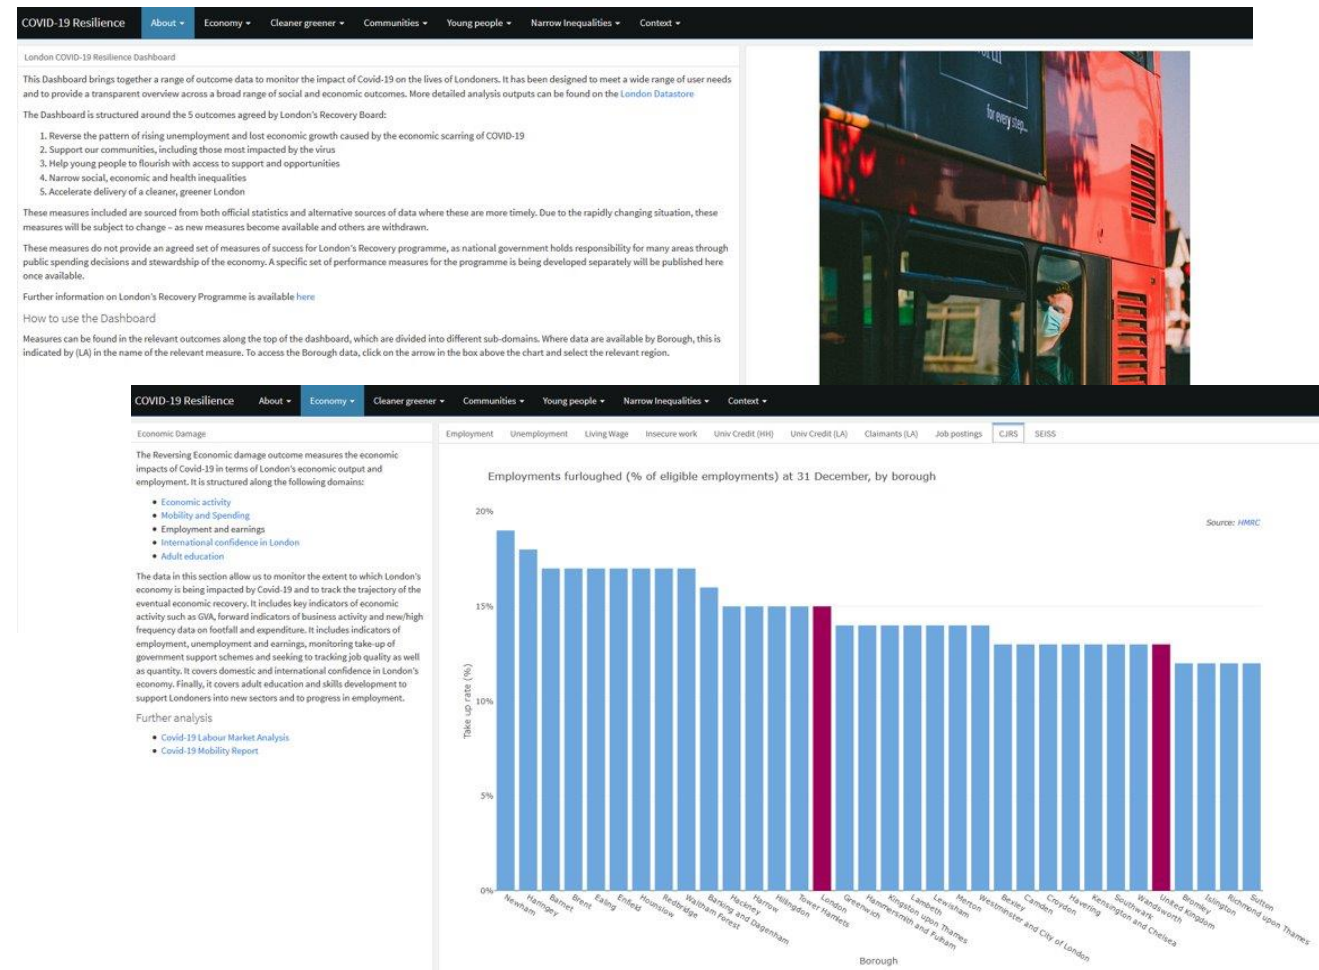 COVID-19 Resilience About Economy Cleaner greener Communities Young people Narrow Inequalities Context
London COVID-19 Resilience Dashboard
This Dashboard brings together a range of outcome data to monitor the impact of Covid-19 on the lives of Londoners. It has been designed to meet a wide range of user needs
and to provide a transparent overview across a broad range of social and economic outcomes. More detailed analysis outputs can be found on the London Datastore
The Dashboard is structured around the 5 outcomes agreed by London's Recovery Board:
1. Reverse the pattern of rising unemployment and lost economic growth caused by the economic scarring of COVID-19
2. Support our communities, including those most impacted by the virus
3. Help young people to flourish with access to support and opportunities
4. Narrow social, economic and health inequalities
5. Accelerate delivery of a cleaner, greener London
These measures included are sourced from both official statistics and alternative sources of data where these are more timely. Due to the rapidly changing situation, these
measures will be subject to change – as new measures become available and others are withdrawn.
These measures do not provide an agreed set of measures of success for London's Recovery programme, as national government holds responsibility for many areas through
public spending decisions and stewardship of the economy. A specific set of performance measures for the programme is being developed separately will be published here
once available.
Further information on London's Recovery Programme is available here
How to use the Dashboard
Measures can be found in the relevant outcomes along the top of the dashboard, which are divided into different sub-domains. Where data are available by Borough, this is
indicated by (LA) in the name of the relevant measure. To access the Borough data, click on the arrow in the box above the chart and select the relevant region.
for every step...
COVID-19 Resilience About Economy Cleaner greener Communities Young people Narrow Inequalities Context
Economic Damage
The Reversing Economic damage outcome measures the economic
impacts of Covid-19 in terms of London's economic output and
employment. It is structured along the following domains:
• Economic activity
• Mobility and Spending
• Employment and earnings
• International confidence in London
• Adult education
The data in this section allow us to monitor the extent to which London's
economy is being impacted by Covid-19 and to track the trajectory of the
eventual economic recovery. It includes key indicators of economic
activity such as GVA, forward indicators of business activity and new/high
frequency data on footfall and expenditure. It includes indicators of
employment, unemployment and earnings, monitoring take-up of
government support schemes and seeking to tracking job quality as well
as quantity. It covers domestic and international confidence in London's
economy. Finally, it covers adult education and skills development to
support Londoners into new sectors and to progress in employment.
Further analysis
• Covid-19 Labour Market Analysis
• Covid-19 Mobility Report
Employment Unemployment Living Wage Insecure work Univ Credit (HH) Univ Credit (LA) Claimants (LA) Job postings CJRS SEISS
Employments furloughed (% of eligible employments) at 31 December, by borough
Source: HMRC
20%
15%
10%
5%
0%
Take up rate (%)
Newham
Haringey
Barnet
Brent
Ealing
Enfield
Hounslow
Redbridge
Waltham Forest
Barking and Dagenham
Hackney
Harrow
Hillingdon
Tower Hamlets
London
Greenwich
Hammersmith and Fulham
Kingston upon Thames
Lambeth
Lewisham
Merton
Westminster and City of London
Bexley
Camden
Croydon
Havering
Kensington and Chelsea
Southwark
Wandsworth
United Kingdom
Bromley
Islington
Richmond upon Thames
Sutton
Borough